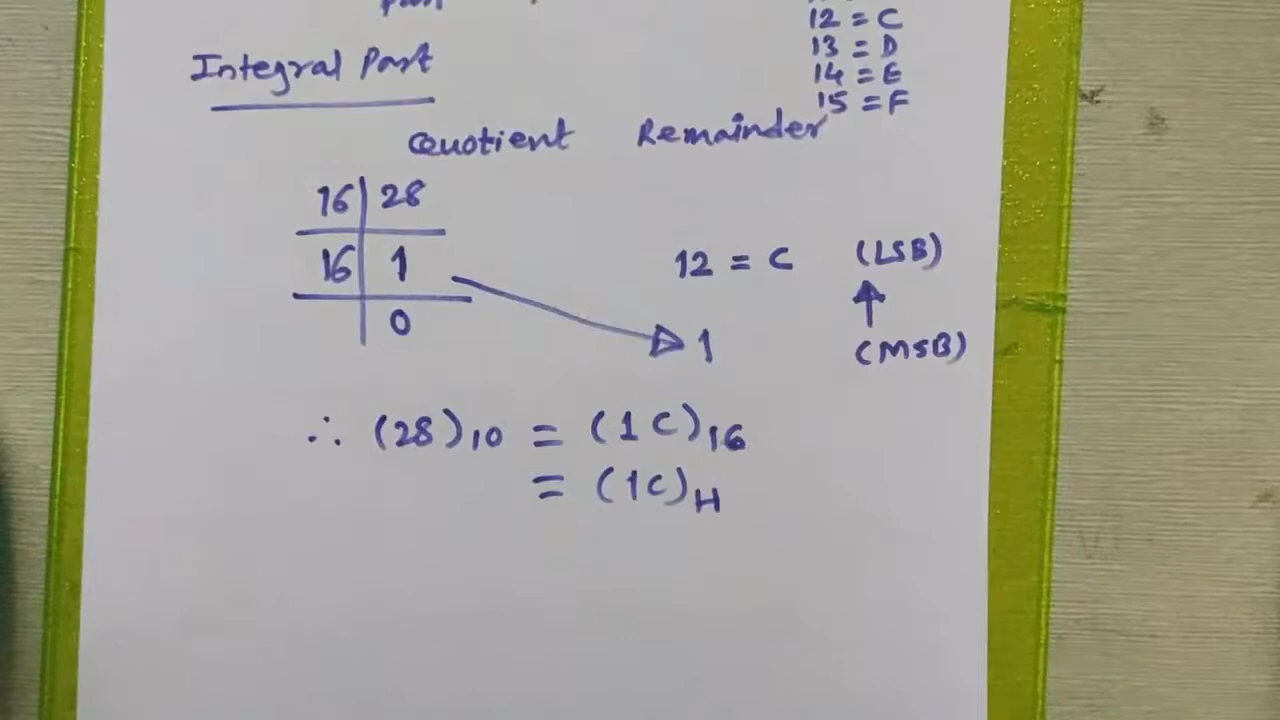 part
12 = C
13 = D
14 = E
15 = F
Integral Part
Quotient Remainder
16 28
16 1 12 = C (LSB)
0 1 (MSB)
∴ (28)10 = (1C)16
= (1C)H